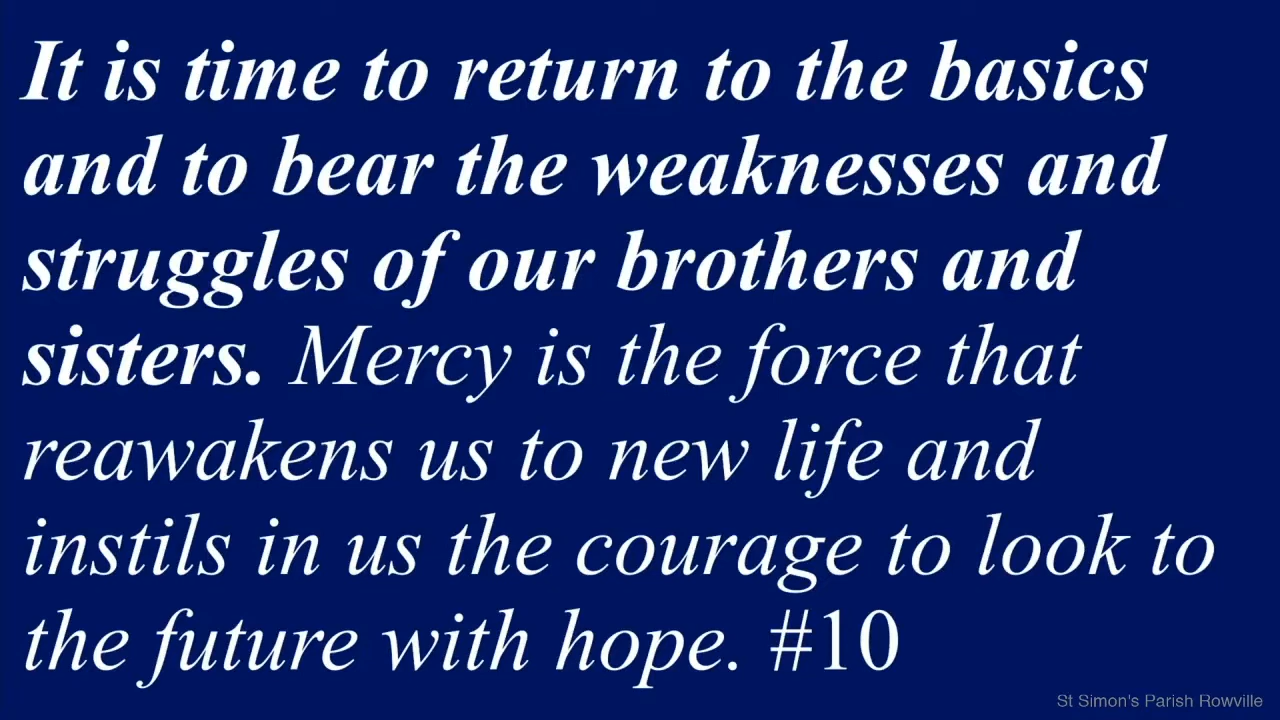 It is time to return to the basics
and to bear the weaknesses and
struggles of our brothers and
sisters. Mercy is the force that
reawakens us to new life and
instils in us the courage to look to
the future with hope. #10
St Simon's Parish Rowville